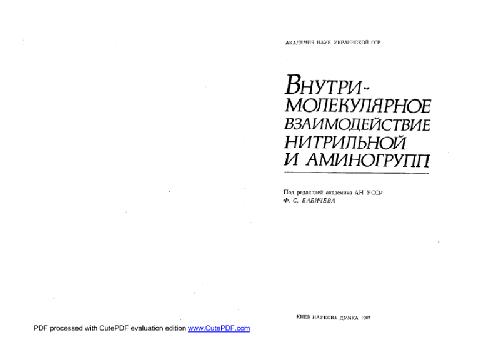 АКАДЕМИЯ НАУК УКРАИНСКОЙ ССР
ВНУТРИ-
МОЛЕКУЛЯРНОЕ
ВЗАИМОДЕЙСТВИЕ
НИТРИЛЬНОЙ
И АМИНОГРУПП
Под редакцией академика АН УССР
Ф. С. БАБИЧЕВА
КИЕВ НАУКОВА ДУМКА
PDF processed with CutePDF evaluation edition www.CutePDF.com